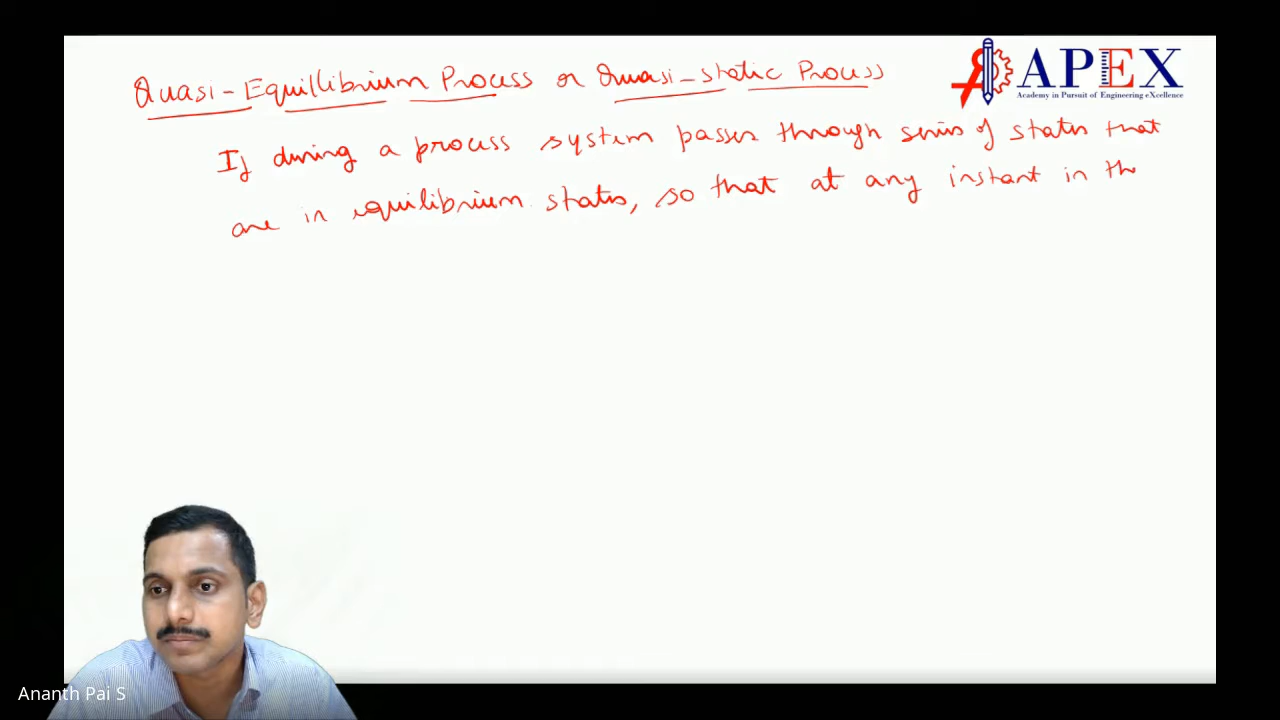 Quasi-Equilibrium Process or Quasi-static Process
APEX
Academy in Pursuit of Engineering eXcellence
If during a process system passes through series of states that
are in equilibrium states, so that at any instant in th
Ananth Pai S